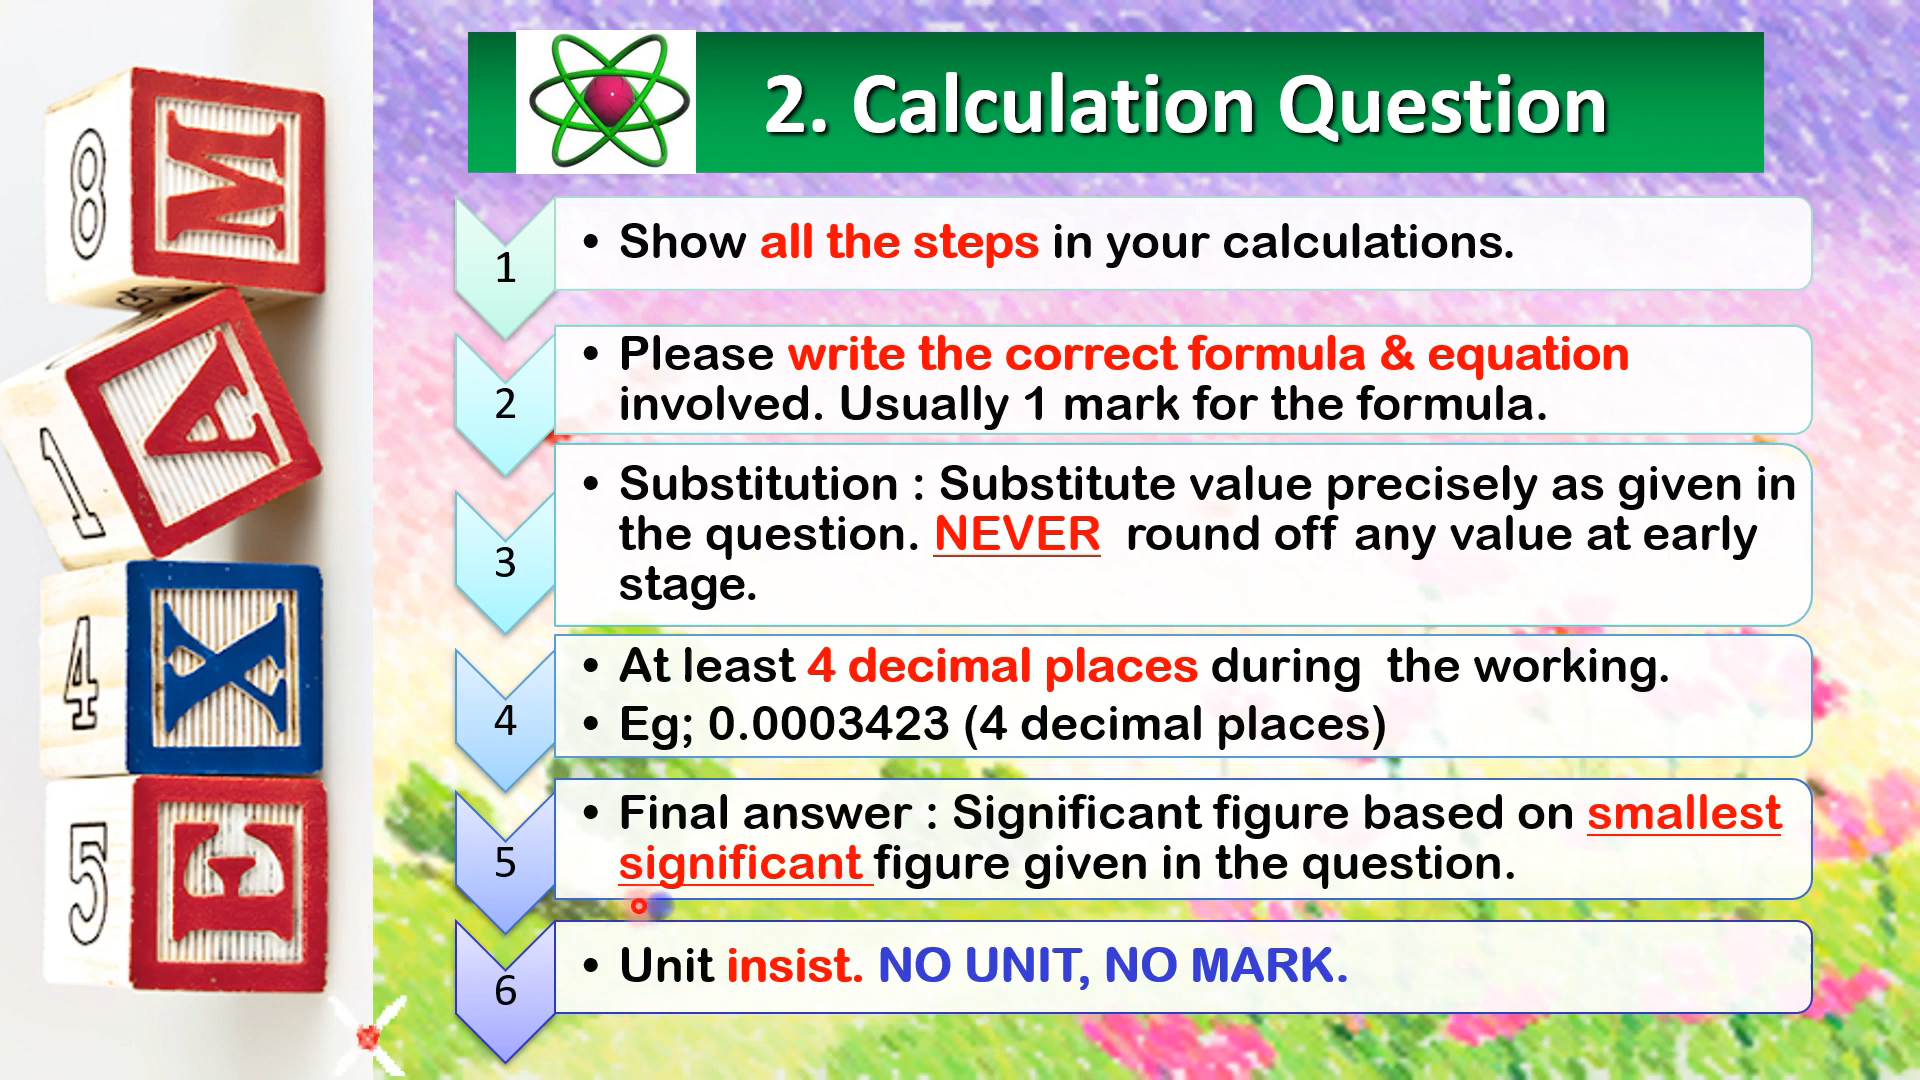 8
M
1
A
4
X
5
E
2. Calculation Question
1
• Show all the steps in your calculations.
2
• Please write the correct formula & equation
involved. Usually 1 mark for the formula.
3
• Substitution : Substitute value precisely as given in
the question. NEVER round off any value at early
stage.
4
• At least 4 decimal places during the working.
• Eg; 0.0003423 (4 decimal places)
5
• Final answer : Significant figure based on smallest
significant figure given in the question.
6
• Unit insist. NO UNIT, NO MARK.